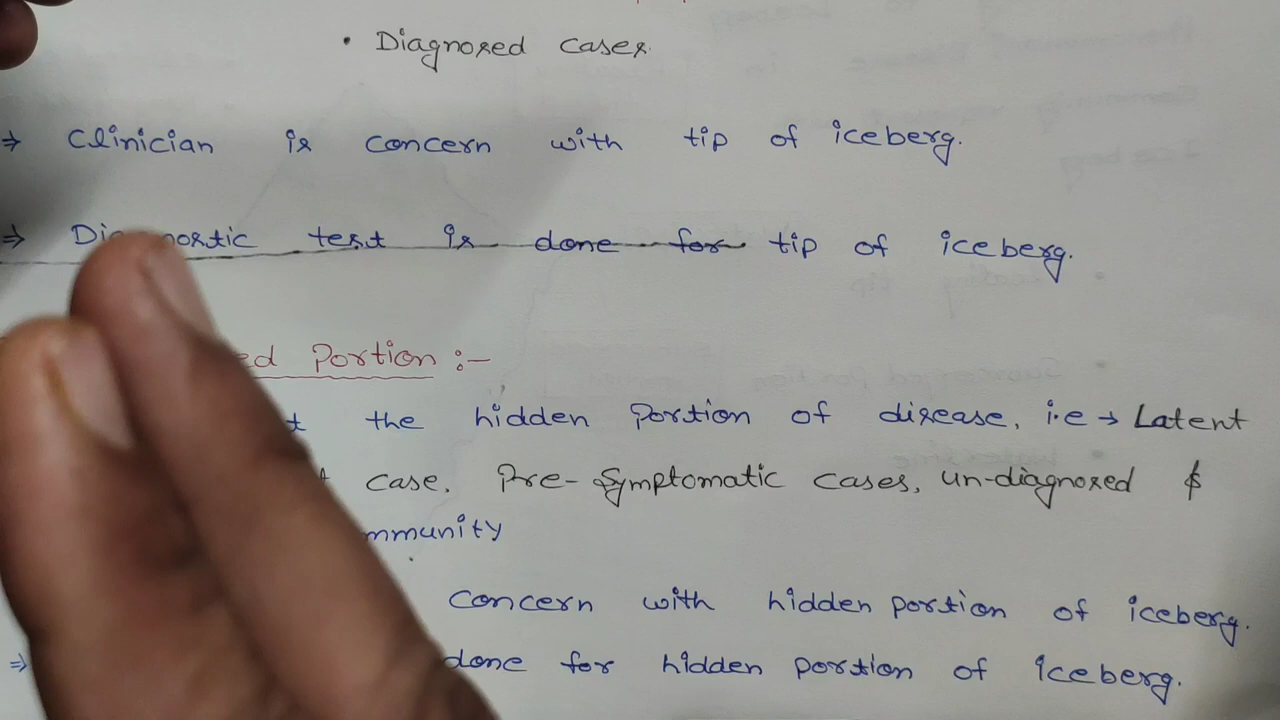 • Diagnosed cases.
⇒ Clinician is concern with tip of iceberg.
⇒ test is done for tip of iceberg.
Portion :-
the hidden portion of disease, i.e → Latent
case, Pre-Symptomatic cases, un-diagnosed &
concern with hidden portion of iceberg.
⇒ done for hidden portion of iceberg.